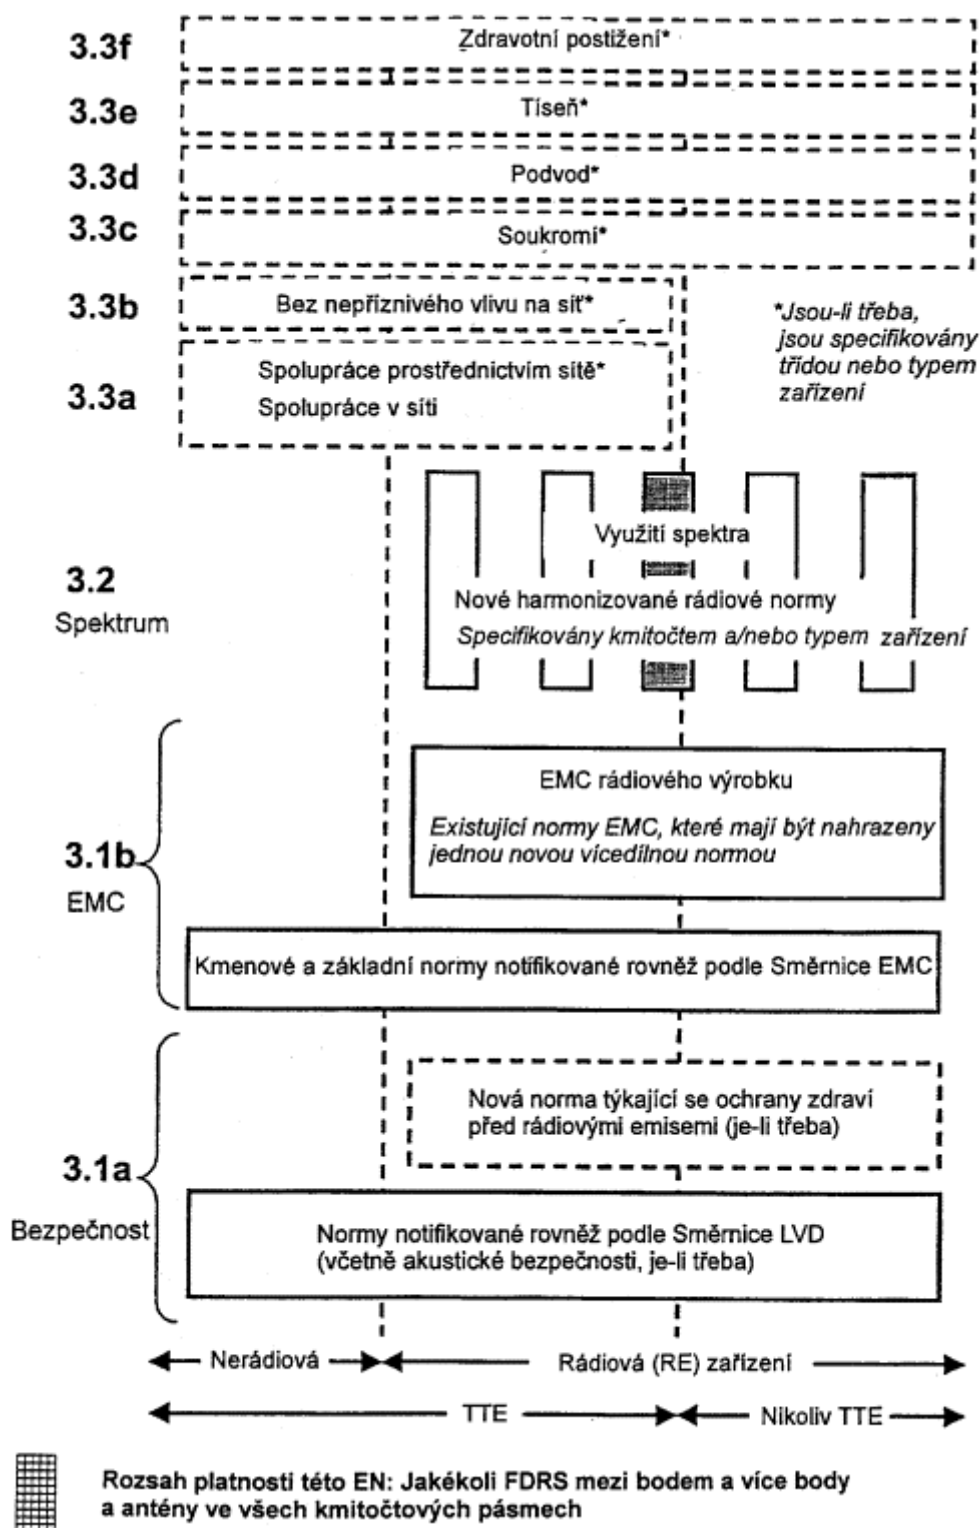 3.3f
Zdravotní postižení*
3.3e
Tíseň*
3.3d
Podvod*
3.3c
Soukromí*
3.3b
Bez nepříznivého vlivu na síť*
*Jsou-li třeba,
jsou specifikovány
třídou nebo typem
zařízení
3.3a
Spolupráce prostřednictvím sítě*
Spolupráce v síti
Využití spektra
3.2
Spektrum
Nové harmonizované rádiové normy
Specifikovány kmitočtem a/nebo typem zařízení
EMC rádiového výrobku
Existující normy EMC, které mají být nahrazeny
jednou novou vícedílnou normou
3.1b
EMC
Kmenové a základní normy notifikované rovněž podle Směrnice EMC
Nová norma týkající se ochrany zdraví
před rádiovými emisemi (je-li třeba)
3.1a
Bezpečnost
Normy notifikované rovněž podle Směrnice LVD
(včetně akustické bezpečnosti, je-li třeba)
Nerádiová
Rádiová (RE) zařízení
TTE
Nikoliv TTE
Rozsah platnosti této EN: Jakékoli FDRS mezi bodem a více body
a antény ve všech kmitočtových pásmech